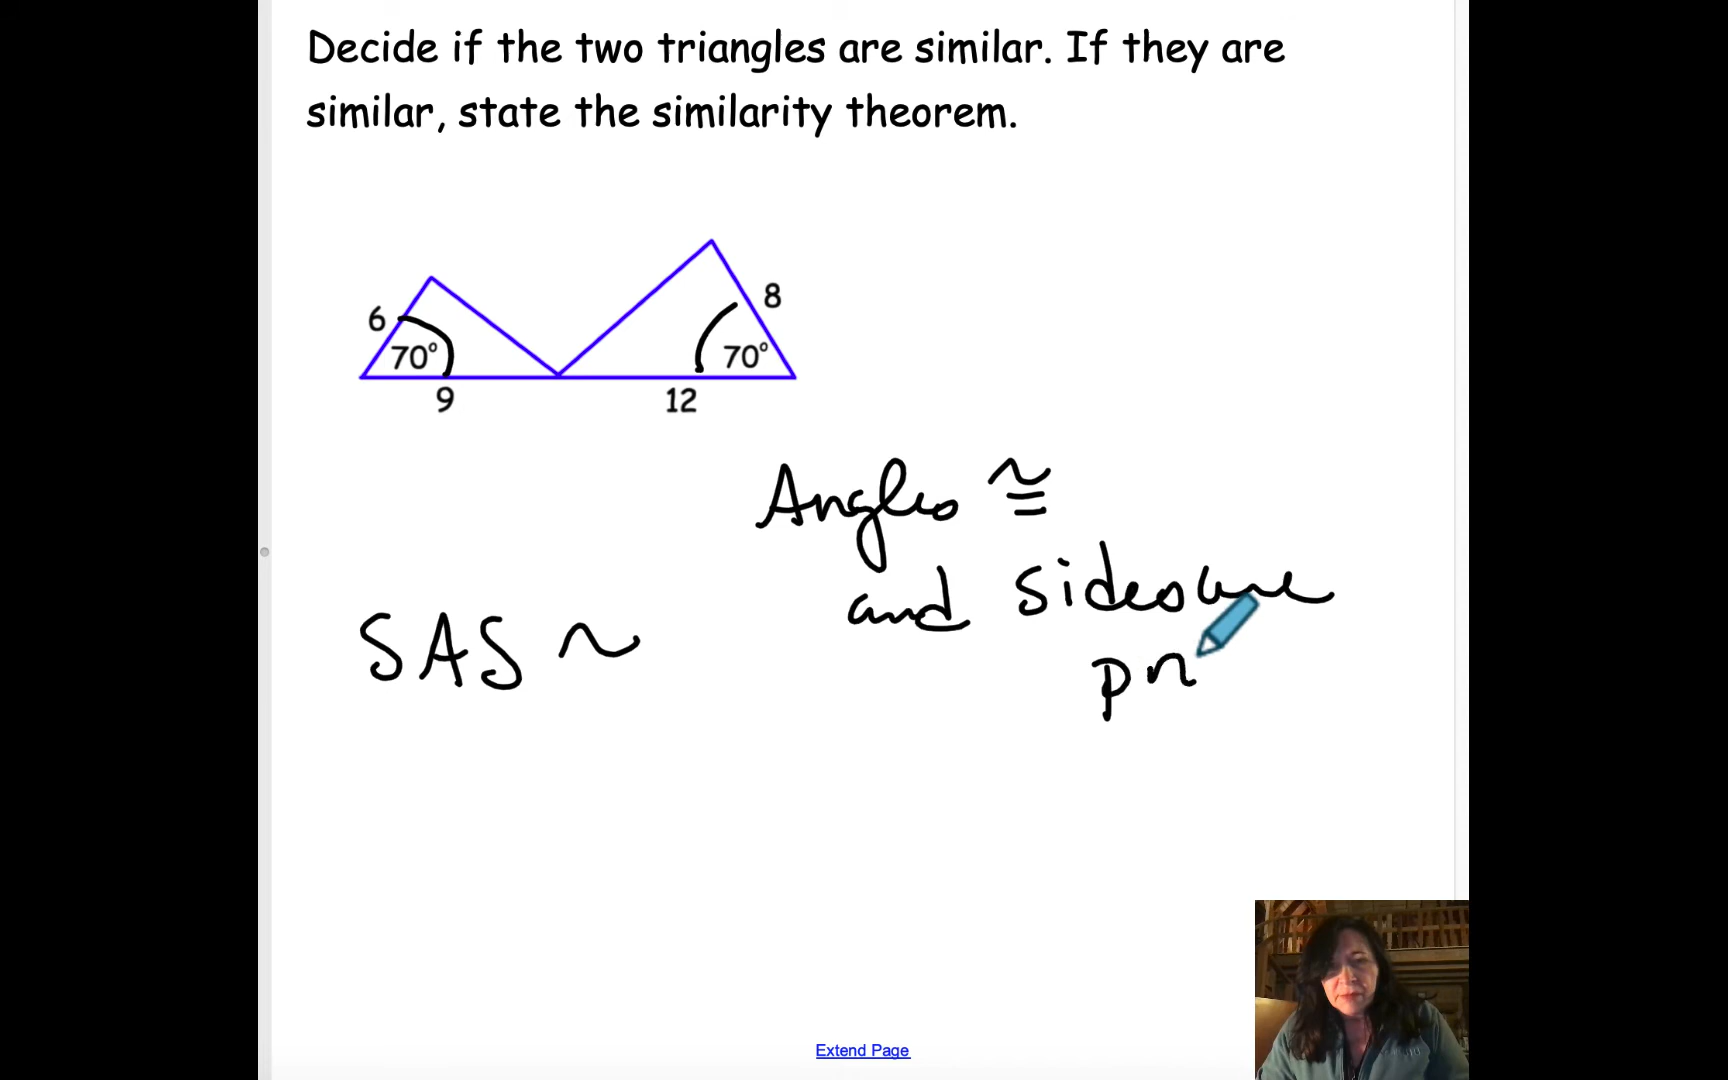 Decide if the two triangles are similar. If they are
similar, state the similarity theorem.
6
8
70°
70°
9
12
Angles ≅
and sides are
SAS ~
pr
Extend Page